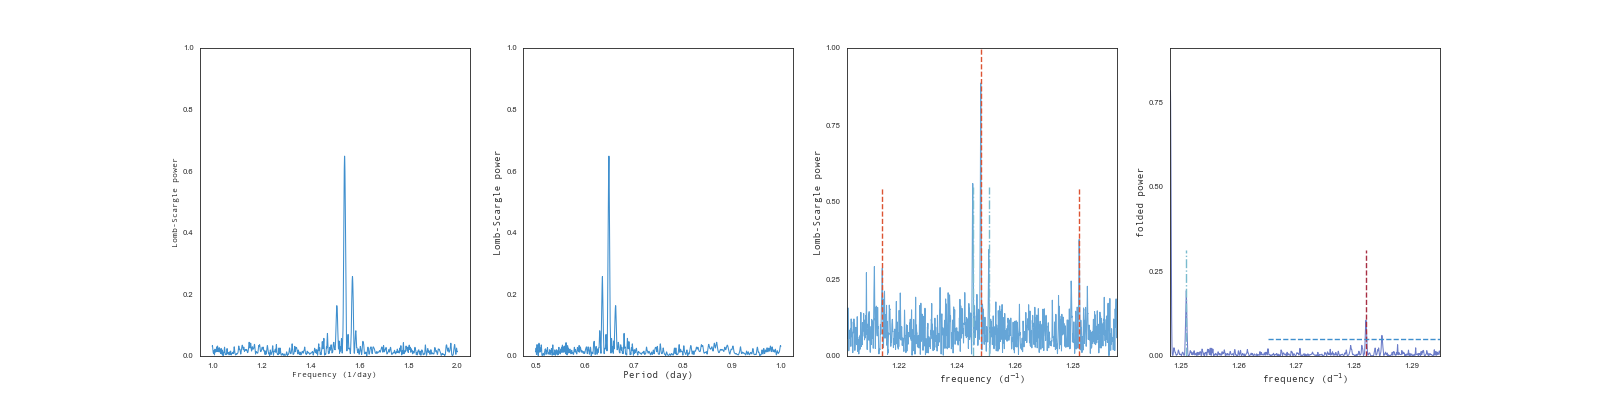 1.0
0.8
0.6
0.4
0.2
0.0
Lomb-Scargle power
1.0 1.2 1.4 1.6 1.8 2.0
Frequency (1/day)
1.0
0.8
0.6
0.4
0.2
0.0
Lomb-Scargle power
0.5 0.6 0.7 0.8 0.9 1.0
Period (day)
1.00
0.75
0.50
0.25
0.00
Lomb-Scargle power
1.22 1.24 1.26 1.28
frequency (d⁻¹)
0.75
0.50
0.25
0.00
folded power
1.25 1.26 1.27 1.28 1.29
frequency (d⁻¹)